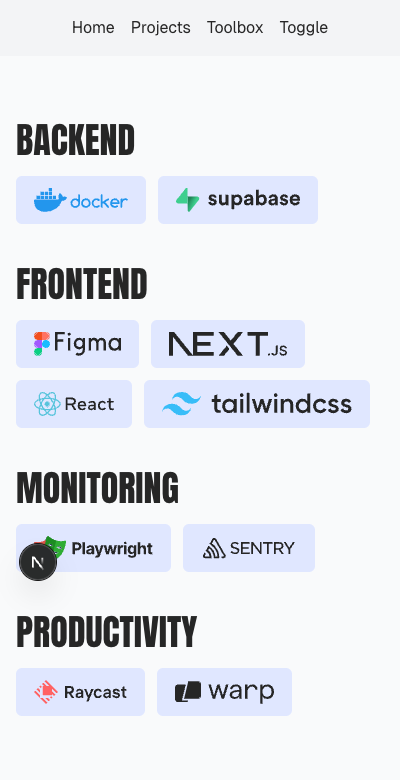 Home Projects Toolbox Toggle
BACKEND
docker supabase
FRONTEND
Figma NEXT.JS
React tailwindcss
MONITORING
Playwright SENTRY
N
PRODUCTIVITY
Raycast warp